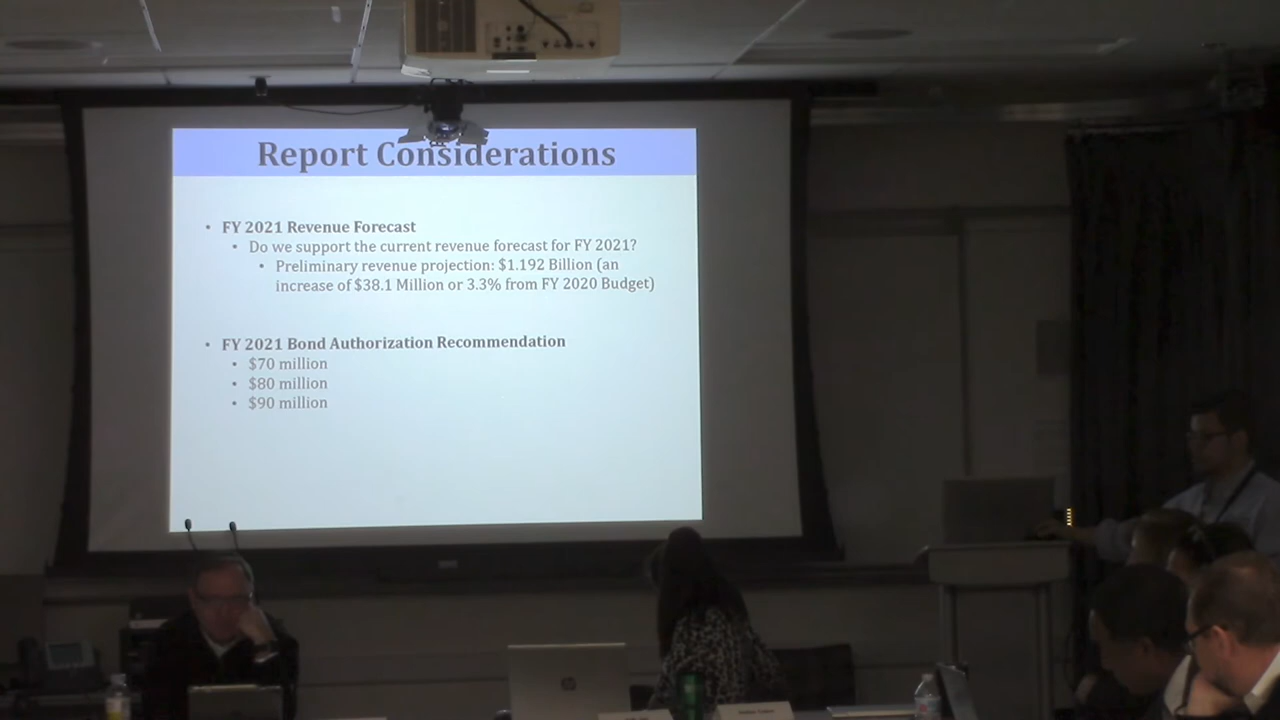 Report Considerations
• FY 2021 Revenue Forecast
• Do we support the current revenue forecast for FY 2021?
• Preliminary revenue projection: $1.192 Billion (an
increase of $38.1 Million or 3.3% from FY 2020 Budget)
• FY 2021 Bond Authorization Recommendation
• $70 million
• $80 million
• $90 million
hp